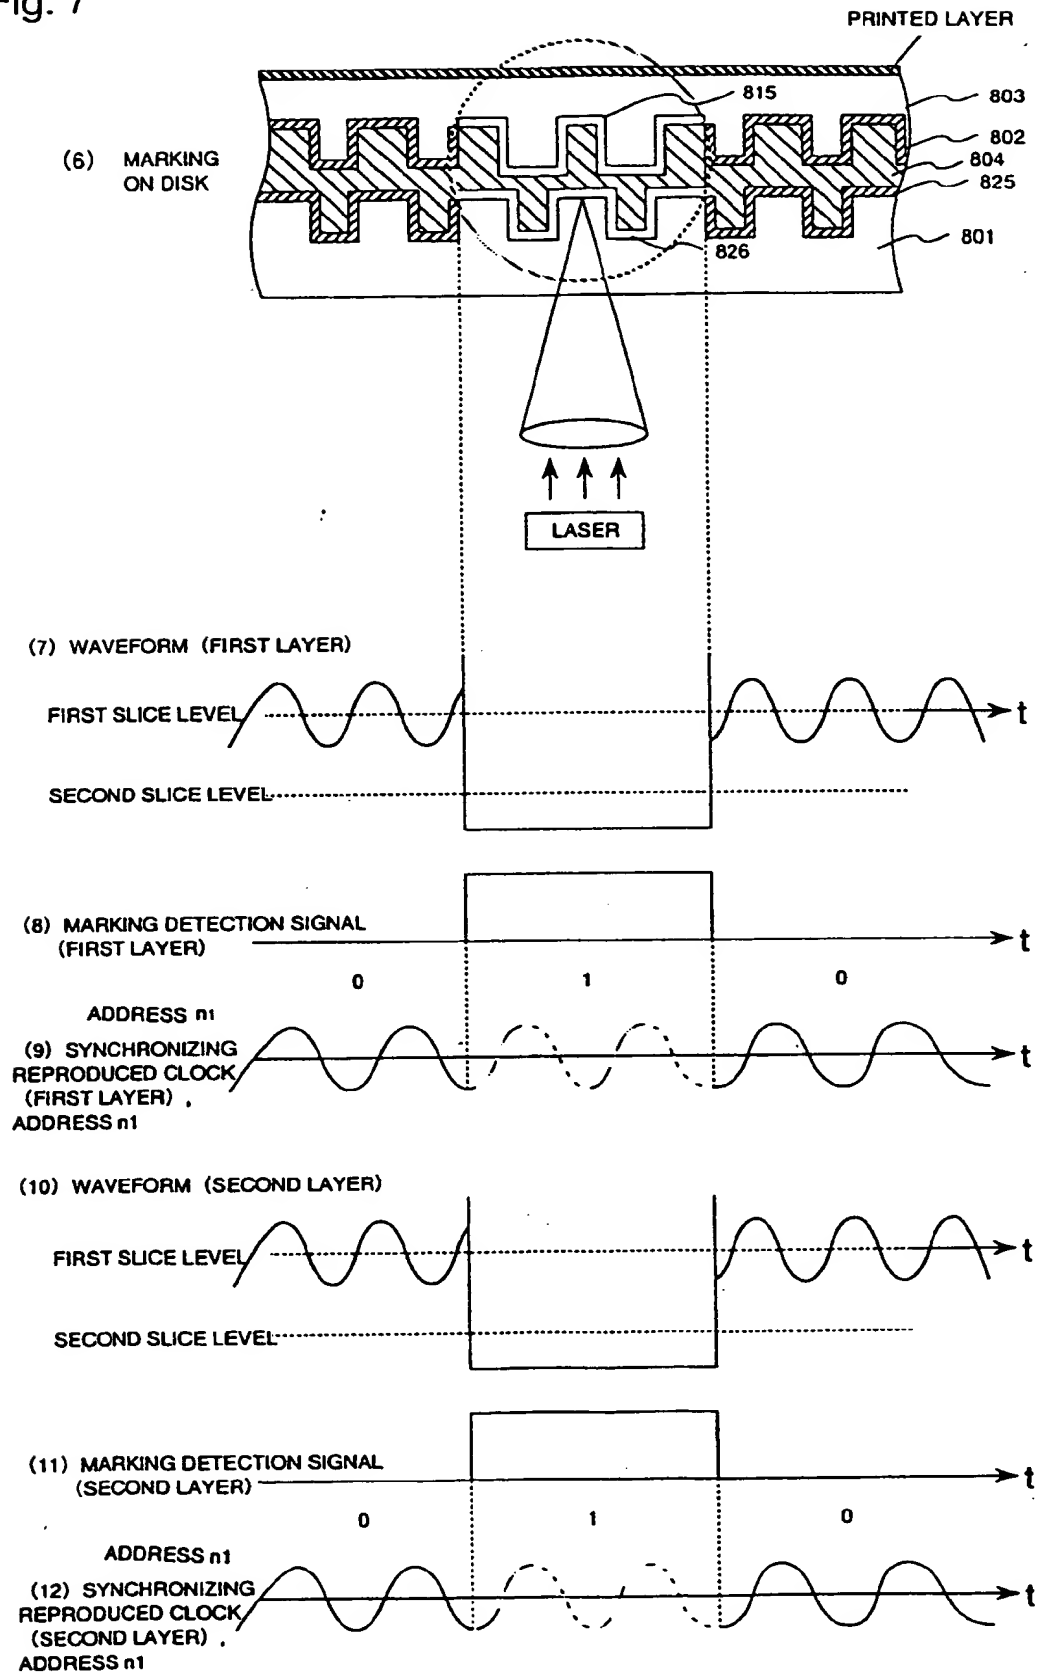 Fig. 7
PRINTED LAYER
815
803
802
(6) MARKING
ON DISK
804
825
801
826
LASER
(7) WAVEFORM (FIRST LAYER)
FIRST SLICE LEVEL
t
SECOND SLICE LEVEL
(8) MARKING DETECTION SIGNAL
(FIRST LAYER)
t
0 1 0
ADDRESS n1
(9) SYNCHRONIZING
REPRODUCED CLOCK
(FIRST LAYER) ,
ADDRESS n1
t
(10) WAVEFORM (SECOND LAYER)
FIRST SLICE LEVEL
t
SECOND SLICE LEVEL
(11) MARKING DETECTION SIGNAL
(SECOND LAYER)
t
0 1 0
ADDRESS n1
(12) SYNCHRONIZING
REPRODUCED CLOCK
(SECOND LAYER) ,
ADDRESS n1
t